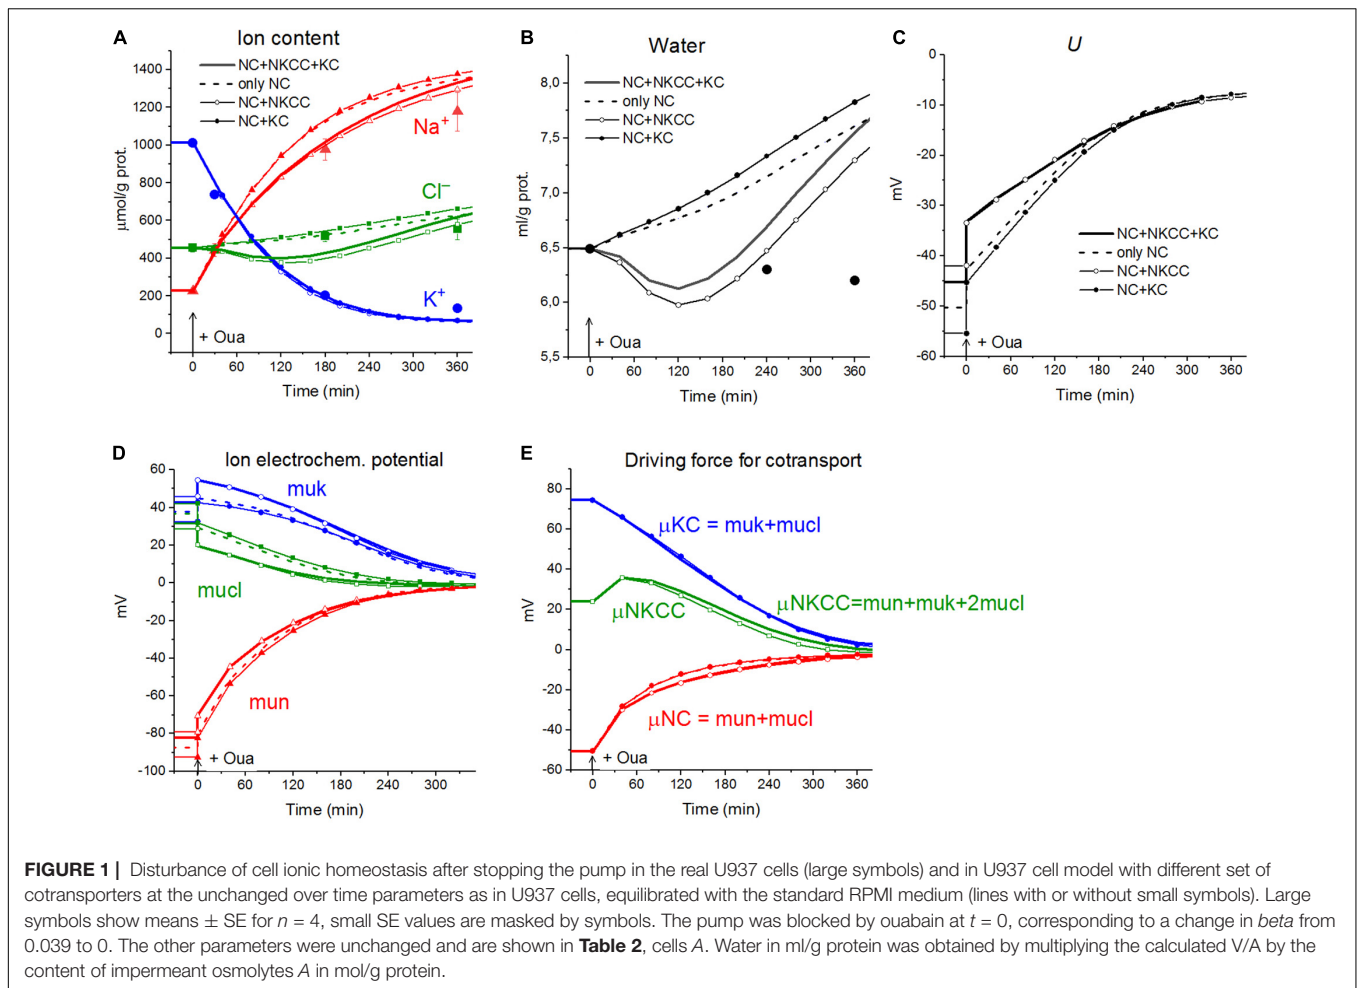 A
Ion content
NC+NKCC+KC
only NC
NC+NKCC
NC+KC
1400
1200
1000
800
600
400
200
0
μmol/g prot.
Na⁺
Cl⁻
K⁺
+ Oua
0 60 120 180 240 300 360
Time (min)
B
Water
NC+NKCC+KC
only NC
NC+NKCC
NC+KC
8,0
7,5
7,0
6,5
6,0
5,5
ml/g prot.
+ Oua
0 60 120 180 240 300 360
Time (min)
C
U
0
-10
-20
-30
-40
-50
-60
mV
NC+NKCC+KC
only NC
NC+NKCC
NC+KC
+ Oua
0 60 120 180 240 300 360
Time (min)
D
Ion electrochem. potential
60
40
20
0
-20
-40
-60
-80
-100
mV
muk
mucl
mun
+ Oua
0 60 120 180 240 300
Time (min)
E
Driving force for cotransport
80
60
40
20
0
-20
-40
-60
mV
μKC = muk+mucl
μNKCC
μNKCC=mun+muk+2mucl
μNC = mun+mucl
+ Oua
0 60 120 180 240 300 360
Time (min)
FIGURE 1 | Disturbance of cell ionic homeostasis after stopping the pump in the real U937 cells (large symbols) and in U937 cell model with different set of
cotransporters at the unchanged over time parameters as in U937 cells, equilibrated with the standard RPMI medium (lines with or without small symbols). Large
symbols show means ± SE for n = 4, small SE values are masked by symbols. The pump was blocked by ouabain at t = 0, corresponding to a change in beta from
0.039 to 0. The other parameters were unchanged and are shown in Table 2, cells A. Water in ml/g protein was obtained by multiplying the calculated V/A by the
content of impermeant osmolytes A in mol/g protein.